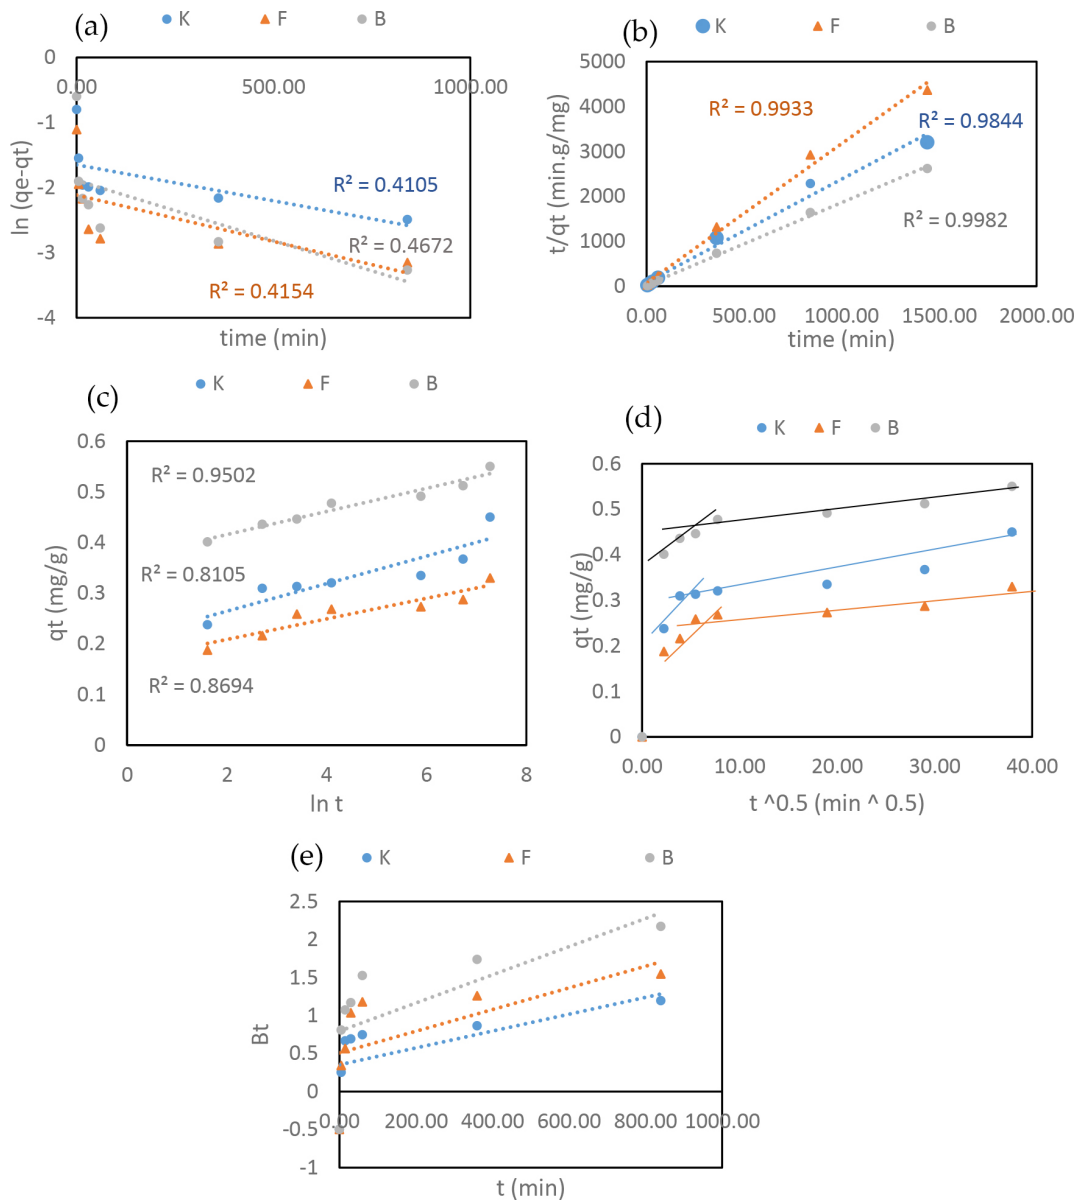 (a)
K F B
0
0.00 500.00 1000.00
-1
-2
-3
-4
ln (qe-qt)
R² = 0.4105
R² = 0.4672
R² = 0.4154
time (min)
(b)
K F B
5000
4000
3000
2000
1000
0
t/qt (min.g/mg)
R² = 0.9933
R² = 0.9844
R² = 0.9982
0.00 500.00 1000.00 1500.00 2000.00
time (min)
(c)
K F B
0.6
0.5
0.4
0.3
0.2
0.1
0
qt (mg/g)
R² = 0.9502
R² = 0.8105
R² = 0.8694
0 2 4 6 8
ln t
(d)
K F B
0.6
0.5
0.4
0.3
0.2
0.1
0
qt (mg/g)
0.00 10.00 20.00 30.00 40.00
t ^0.5 (min ^ 0.5)
(e)
K F B
2.5
2
1.5
1
0.5
0
-0.5
-1
Bt
0.00 200.00 400.00 600.00 800.00 1000.00
t (min)